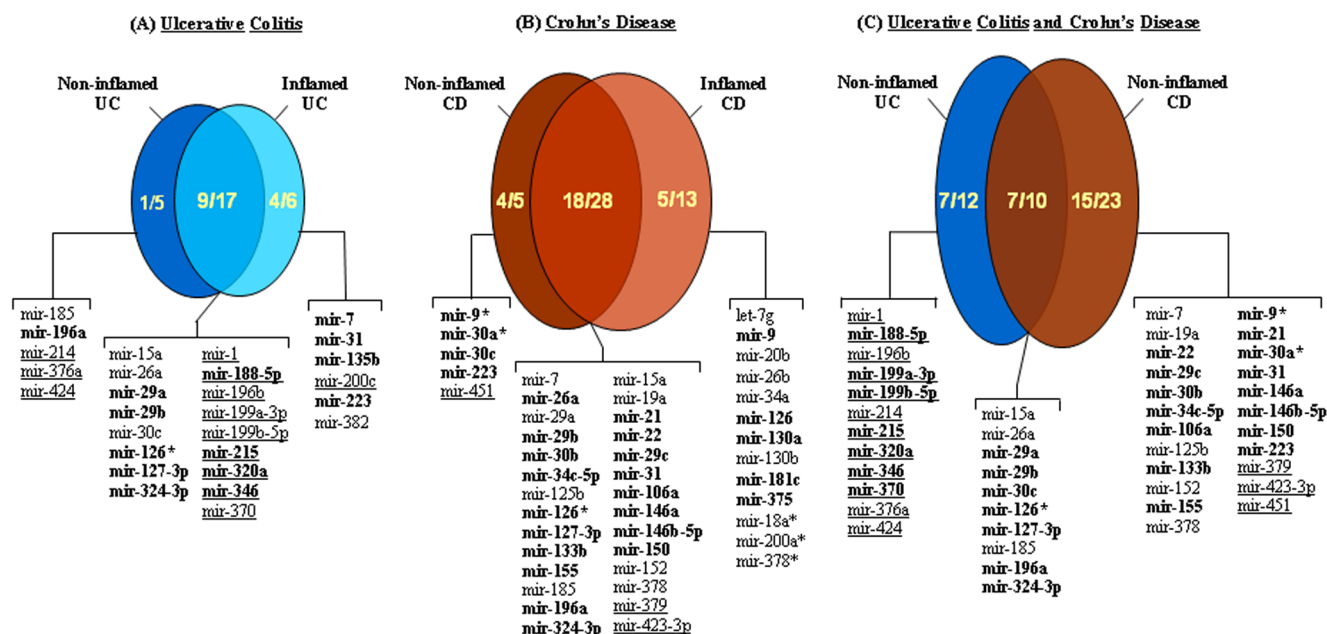 (A) Ulcerative Colitis
Non-inflamed
UC
Inflamed
UC
1/5
9/17
4/6
mir-185
mir-196a
mir-214
mir-376a
mir-424
mir-15a
mir-26a
mir-29a
mir-29b
mir-30c
mir-126*
mir-127-3p
mir-324-3p
mir-1
mir-188-5p
mir-196b
mir-199a-3p
mir-199b-5p
mir-215
mir-320a
mir-346
mir-370
mir-7
mir-31
mir-135b
mir-200c
mir-223
mir-382
(B) Crohn's Disease
Non-inflamed
CD
Inflamed
CD
4/5
18/28
5/13
mir-9*
mir-30a*
mir-30c
mir-223
mir-451
mir-7
mir-26a
mir-29a
mir-29b
mir-30b
mir-34c-5p
mir-125b
mir-126*
mir-127-3p
mir-133b
mir-155
mir-185
mir-196a
mir-324-3p
mir-15a
mir-19a
mir-21
mir-22
mir-29c
mir-31
mir-106a
mir-146a
mir-146b-5p
mir-150
mir-152
mir-378
mir-379
mir-423-3p
let-7g
mir-9
mir-20b
mir-26b
mir-34a
mir-126
mir-130a
mir-130b
mir-181c
mir-375
mir-18a*
mir-200a*
mir-378*
(C) Ulcerative Colitis and Crohn's Disease
Non-inflamed
UC
Non-inflamed
CD
7/12
7/10
15/23
mir-1
mir-188-5p
mir-196b
mir-199a-3p
mir-199b-5p
mir-214
mir-215
mir-320a
mir-346
mir-370
mir-376a
mir-424
mir-15a
mir-26a
mir-29a
mir-29b
mir-30c
mir-126*
mir-127-3p
mir-185
mir-196a
mir-324-3p
mir-7
mir-19a
mir-22
mir-29c
mir-30b
mir-34c-5p
mir-106a
mir-125b
mir-133b
mir-152
mir-155
mir-378
mir-9*
mir-21
mir-30a*
mir-31
mir-146a
mir-146b-5p
mir-150
mir-223
mir-379
mir-423-3p
mir-451